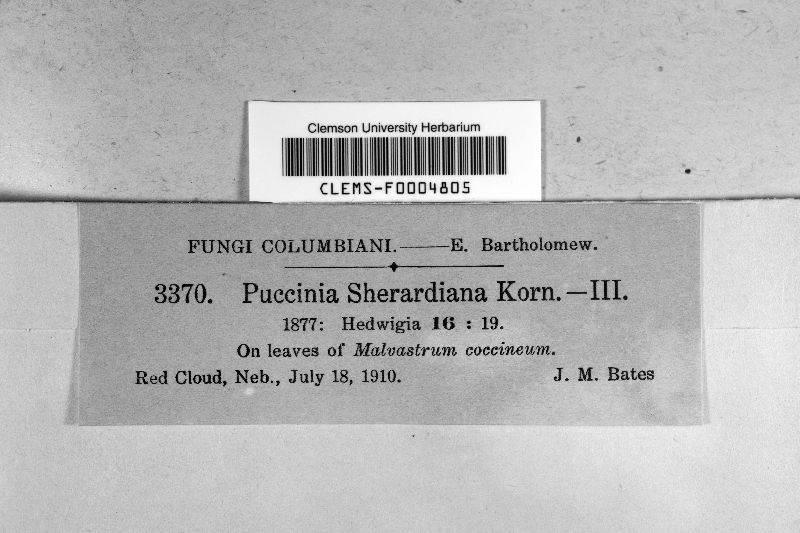 Clemson University Herbarium
CLEMS-F0004805
FUNGI COLUMBIANI.——E. Bartholomew.
3370. Puccinia Sherardiana Korn.—III.
1877: Hedwigia 16 : 19.
On leaves of Malvastrum coccineum.
Red Cloud, Neb., July 18, 1910. J. M. Bates